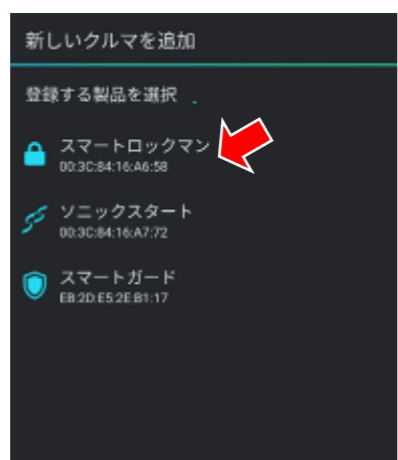 新しいクルマを追加
登録する製品を選択
スマートロックマン
00:3C:84:16:A6:58
ソニックスタート
00:3C:84:16:A7:72
スマートガード
EB:2D:E5:2E:B1:17